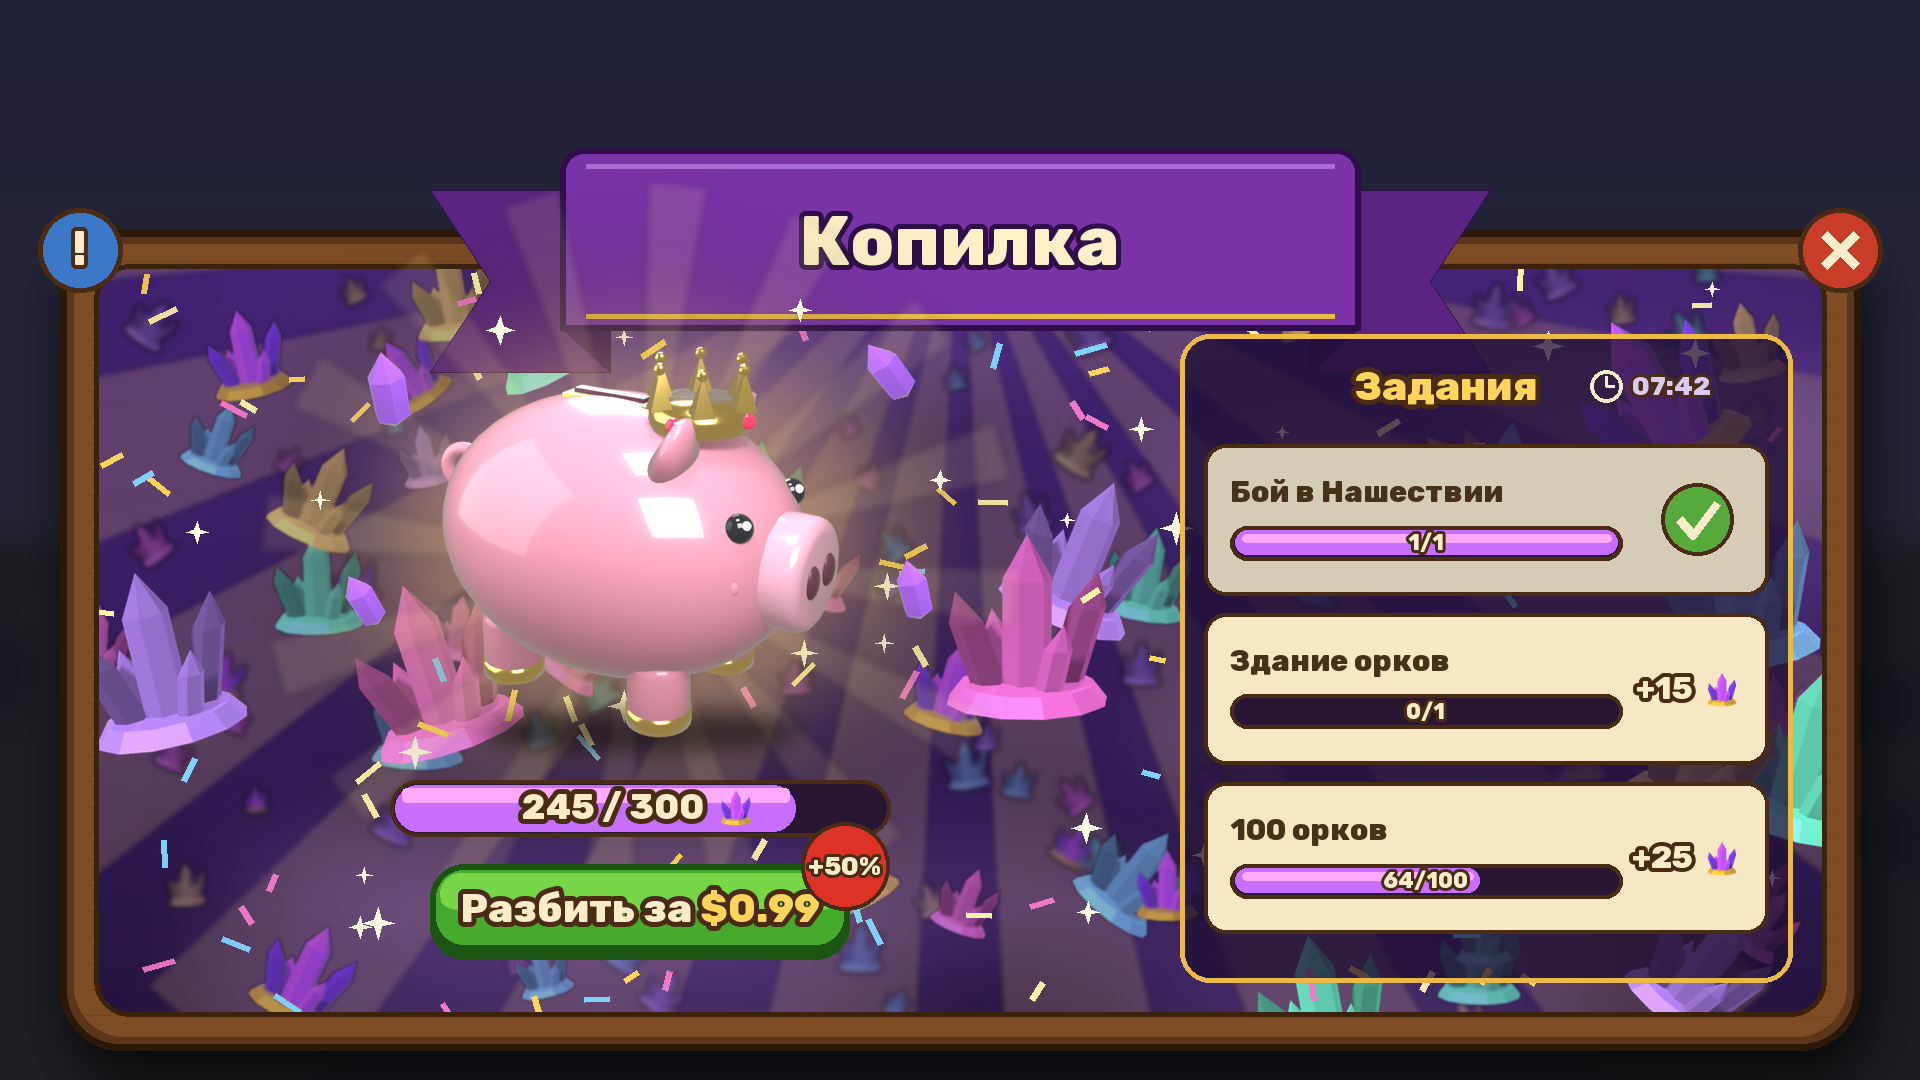 !
Копилка
Задания
07:42
Бой в Нашествии
1/1
Здание орков
0/1
+15
100 орков
64/100
+25
245 / 300
+50%
Разбить за $0.99